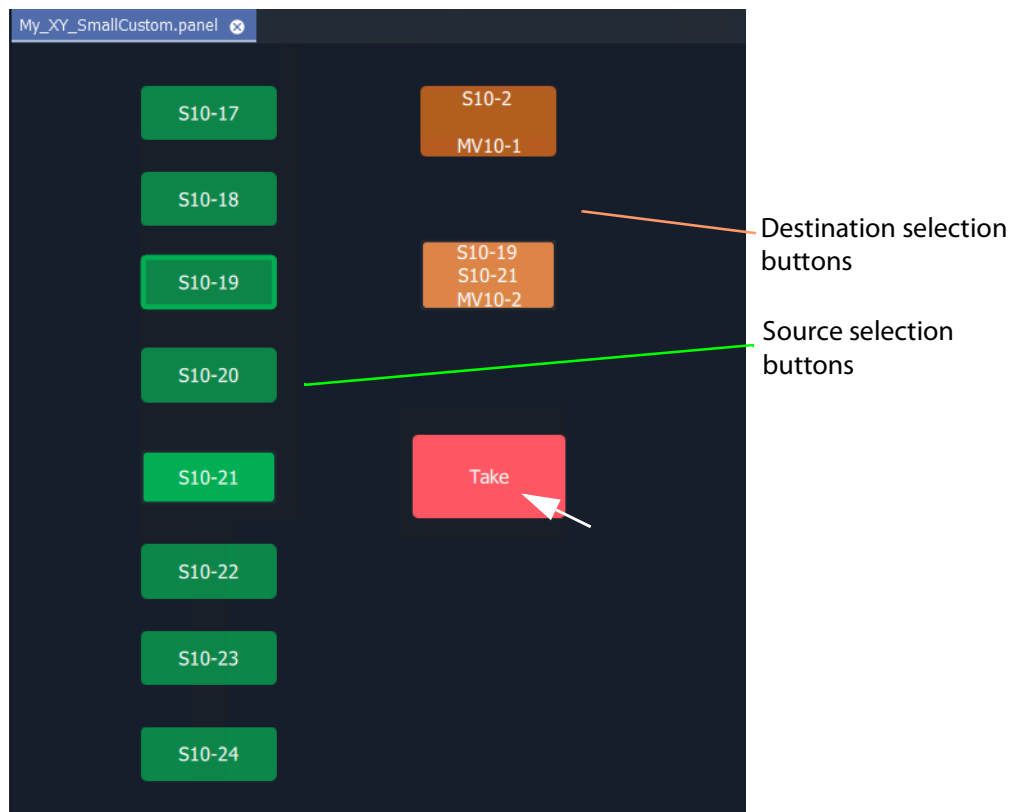 My_XY_SmallCustom.panel
S10-17
S10-18
S10-19
S10-20
S10-21
S10-22
S10-23
S10-24
S10-2
MV10-1
S10-19
S10-21
MV10-2
Take
Destination selection
buttons
Source selection
buttons